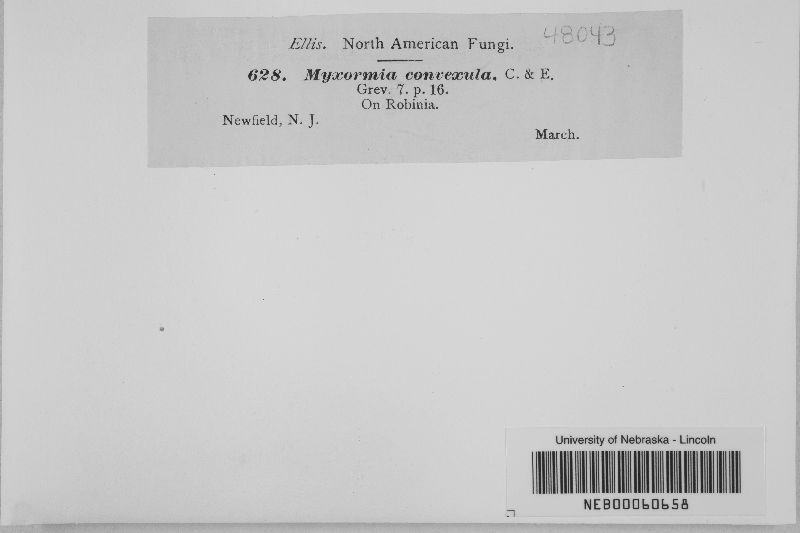 Ellis. North American Fungi. 48043
628. Myxormia convexula, C. & E.
Grev. 7. p. 16.
On Robinia.
Newfield, N. J.
March.
University of Nebraska - Lincoln
NEB00060658